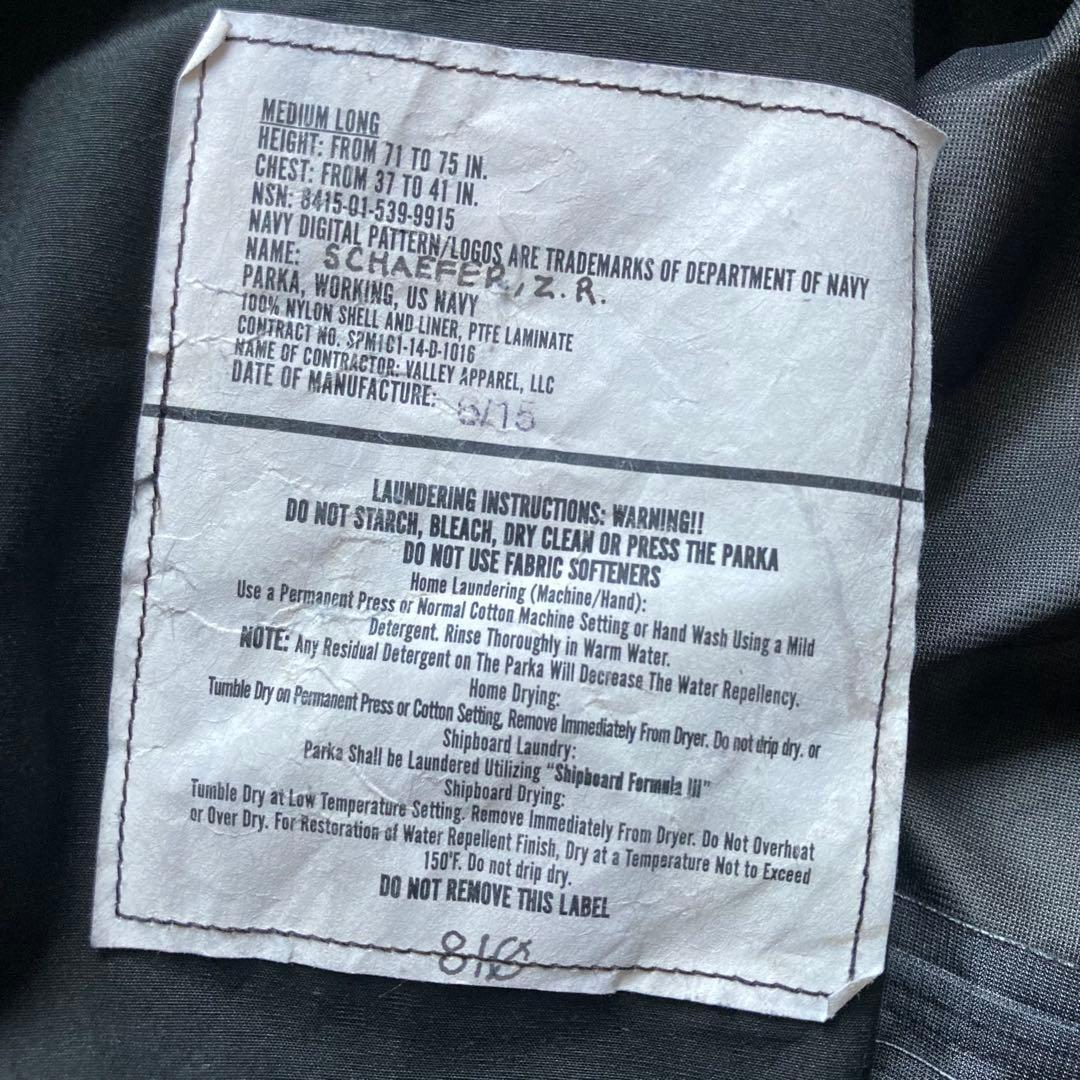 MEDIUM LONG
HEIGHT: FROM 71 TO 75 IN.
CHEST: FROM 37 TO 41 IN.
NSN: 8415-01-539-9915
NAVY DIGITAL PATTERN/LOGOS ARE TRADEMARKS OF DEPARTMENT OF NAVY
NAME: SCHAEFER, Z.R.
PARKA, WORKING, US NAVY
100% NYLON SHELL AND LINER, PTFE LAMINATE
CONTRACT NO. SPM1C1-14-D-1016
NAME OF CONTRACTOR: VALLEY APPAREL, LLC
DATE OF MANUFACTURE:
LAUNDERING INSTRUCTIONS: WARNING!!
DO NOT STARCH, BLEACH, DRY CLEAN OR PRESS THE PARKA
DO NOT USE FABRIC SOFTENERS
Home Laundering (Machine/Hand):
Use a Permanent Press or Normal Cotton Machine Setting or Hand Wash Using a Mild
Detergent. Rinse Thoroughly in Warm Water.
NOTE: Any Residual Detergent on The Parka Will Decrease The Water Repellency.
Home Drying:
Tumble Dry on Permanent Press or Cotton Setting, Remove Immediately From Dryer. Do not drip dry. or
Shipboard Laundry:
Parka Shall be Laundered Utilizing "Shipboard Formula III"
Shipboard Drying:
Tumble Dry at Low Temperature Setting. Remove Immediately From Dryer. Do Not Overheat
or Over Dry. For Restoration of Water Repellent Finish, Dry at a Temperature Not to Exceed
150°F. Do not drip dry.
DO NOT REMOVE THIS LABEL